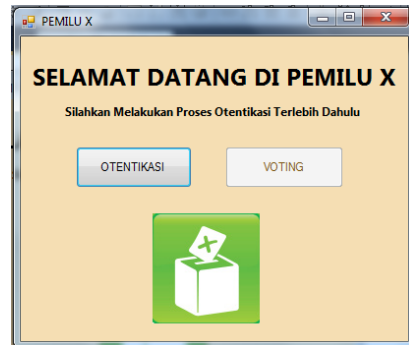 PEMILU X
SELAMAT DATANG DI PEMILU X
Silahkan Melakukan Proses Otentikasi Terlebih Dahulu
OTENTIKASI
VOTING